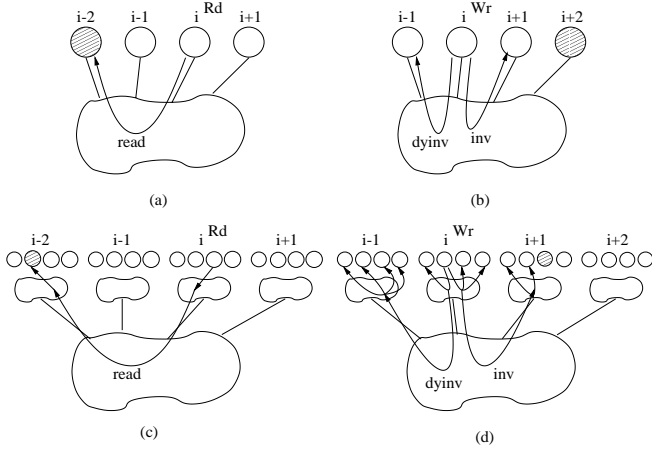 i-2 i-1 i Rd i+1
read
(a)
i-1 i Wr i+1 i+2
dyinv inv
(b)
i-2 i-1 i Rd i+1
read
(c)
i-1 i Wr i+1 i+2
dyinv inv
(d)